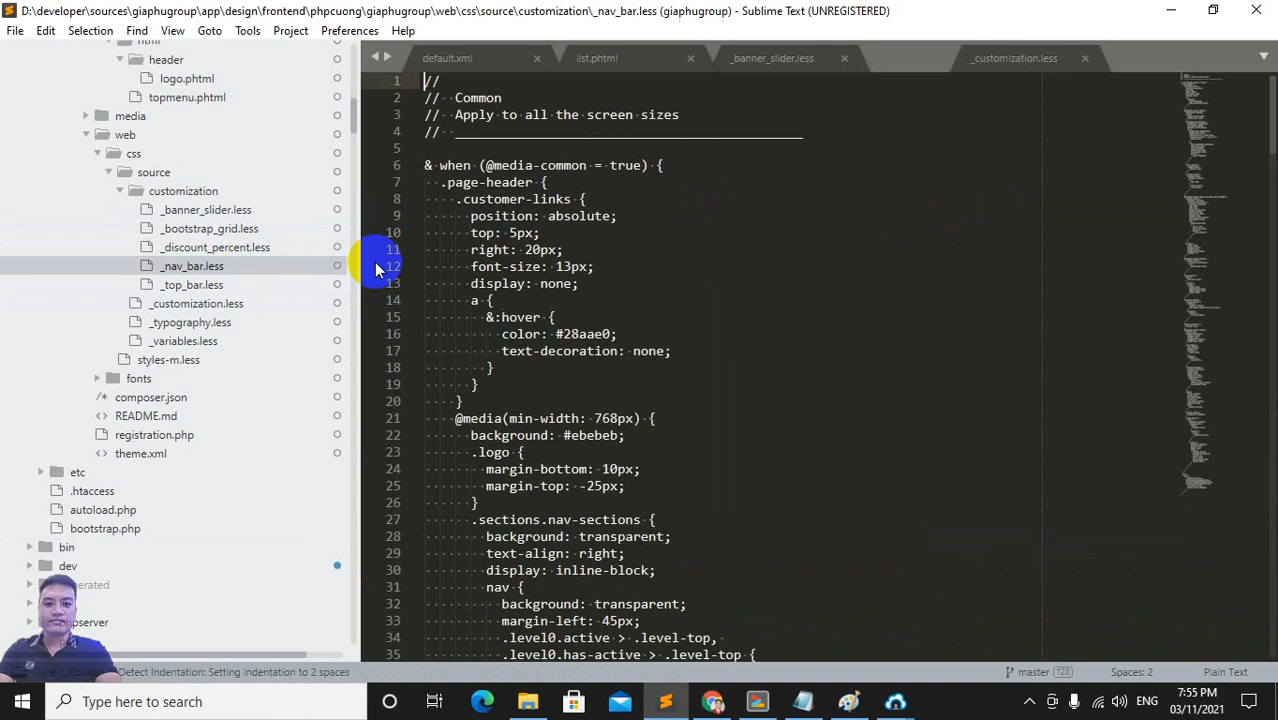 D:\developer\sources\giaphugroup\app\design\frontend\phpcuong\giaphugroup\web\css\source\customization\_nav_bar.less (giaphugroup) - Sublime Text (UNREGISTERED)
File Edit Selection Find View Goto Tools Project Preferences Help
html
header
logo.phtml
topmenu.phtml
media
web
css
source
customization
_banner_slider.less
_bootstrap_grid.less
_discount_percent.less
_nav_bar.less
_top_bar.less
_customization.less
_typography.less
_variables.less
styles-m.less
fonts
/* composer.json
<> README.md
registration.php
<> theme.xml
etc
.htaccess
autoload.php
bootstrap.php
bin
dev
default.xml list.phtml _banner_slider.less _customization.less
1 //
2 // Common
3 // Apply to all the screen sizes
4 // _____________________________________________
5
6 & when (@media-common = true) {
7 .page-header {
8 .customer-links {
9 position: absolute;
10 top: 5px;
11 right: 20px;
12 font-size: 13px;
13 display: none;
14 a {
15 &:hover {
16 color: #28aae0;
17 text-decoration: none;
18 }
19 }
20 }
21 @media(min-width: 768px) {
22 background: #ebebeb;
23 .logo {
24 margin-bottom: 10px;
25 margin-top: -25px;
26 }
27 .sections.nav-sections {
28 background: transparent;
29 text-align: right;
30 display: inline-block;
31 nav {
32 background: transparent;
33 margin-left: 45px;
34 .level0.active > .level-top,
35 .level0.has-active > .level-top {
Detect Indentation: Setting indentation to 2 spaces master 128 Spaces: 2 Plain Text
Type here to search
ENG
7:55 PM
03/11/2021